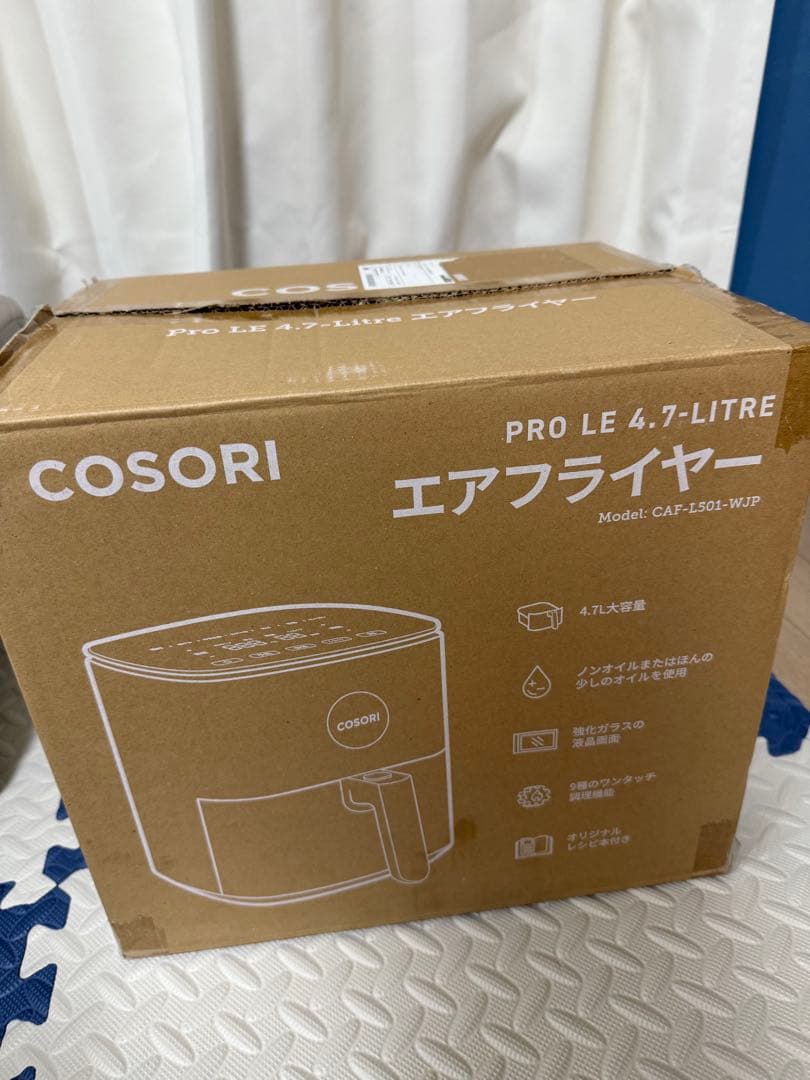 COSORI
Pro LE 4.7-Litre エアフライヤー
COSORI
PRO LE 4.7-LITRE
エアフライヤー
Model: CAF-L501-WJP
4.7L大容量
ノンオイルまたはほんの
少しのオイルを使用
強化ガラスの
液晶画面
9種のワンタッチ
調理機能
オリジナル
レシピ本付き
COSORI